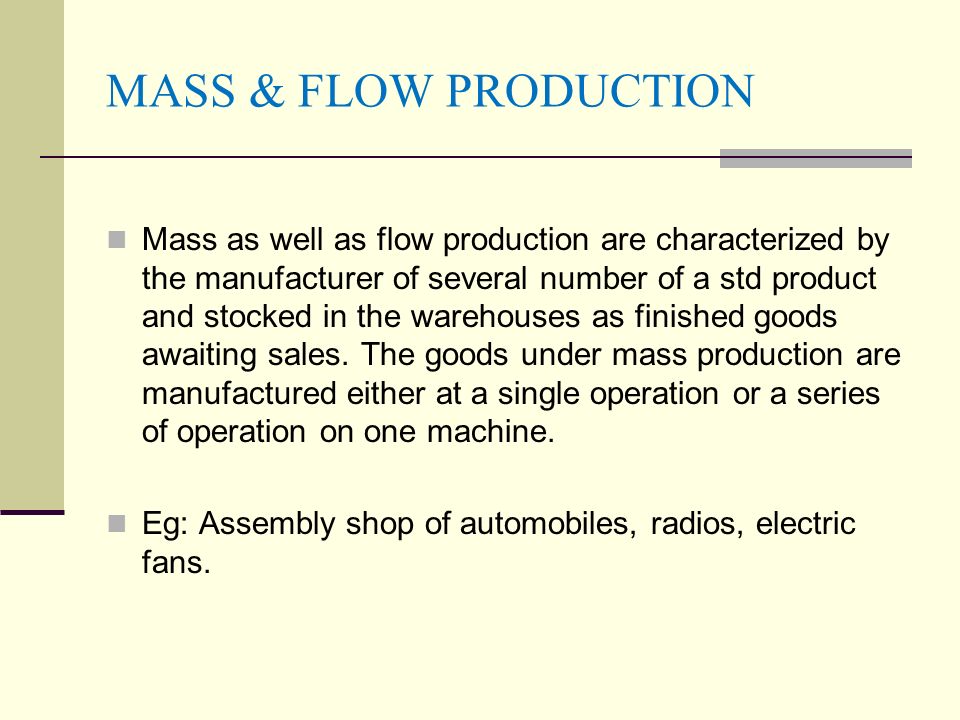 MASS & FLOW PRODUCTION
Mass as well as flow production are characterized by
the manufacturer of several number of a std product
and stocked in the warehouses as finished goods
awaiting sales. The goods under mass production are
manufactured either at a single operation or a series
of operation on one machine.
Eg: Assembly shop of automobiles, radios, electric
fans.